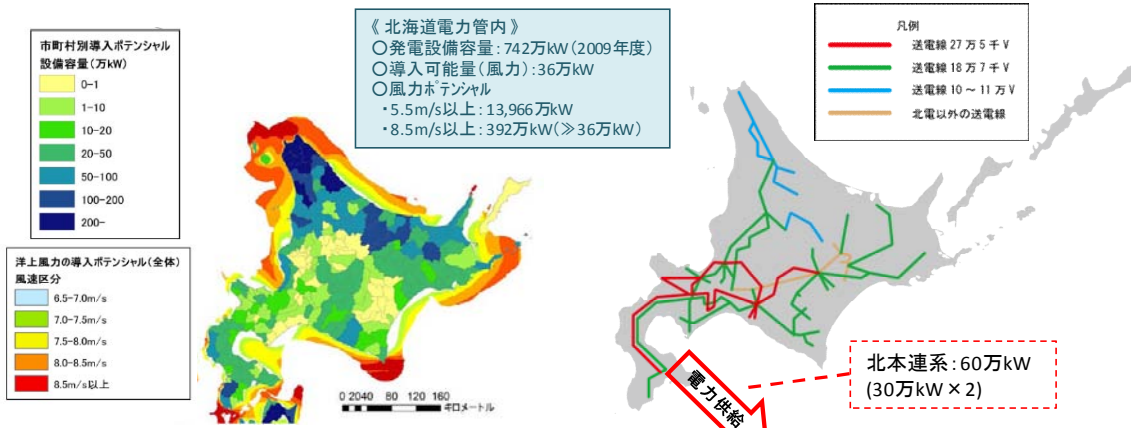 市町村別導入ポテンシャル
設備容量(万kW)
0-1
1-10
10-20
20-50
50-100
100-200
200-
洋上風力の導入ポテンシャル(全体)
風速区分
6.5-7.0m/s
7.0-7.5m/s
7.5-8.0m/s
8.0-8.5m/s
8.5m/s以上
《 北海道電力管内 》
○発電設備容量:742万kW(2009年度)
○導入可能量(風力):36万kW
○風力ポテンシャル
・5.5m/s以上:13,966万kW
・8.5m/s以上:392万kW(≫36万kW)
0 20 40 80 120 160
キロメートル
凡例
送電線 27万5千V
送電線 18万7千V
送電線 10～11万V
北電以外の送電線
電力供給
北本連系:60万kW
(30万kW×2)